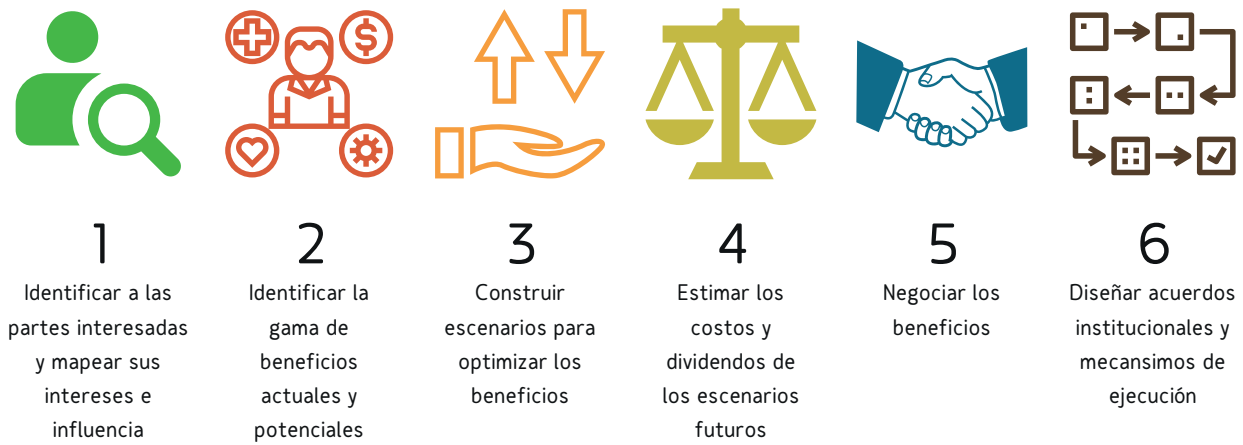 1
Identificar a las
partes interesadas
y mapear sus
intereses e
influencia
2
Identificar la
gama de
beneficios
actuales y
potenciales
3
Construir
escenarios para
optimizar los
beneficios
4
Estimar los
costos y
dividendos de
los escenarios
futuros
5
Negociar los
beneficios
6
Diseñar acuerdos
institucionales y
mecansimos de
ejecución